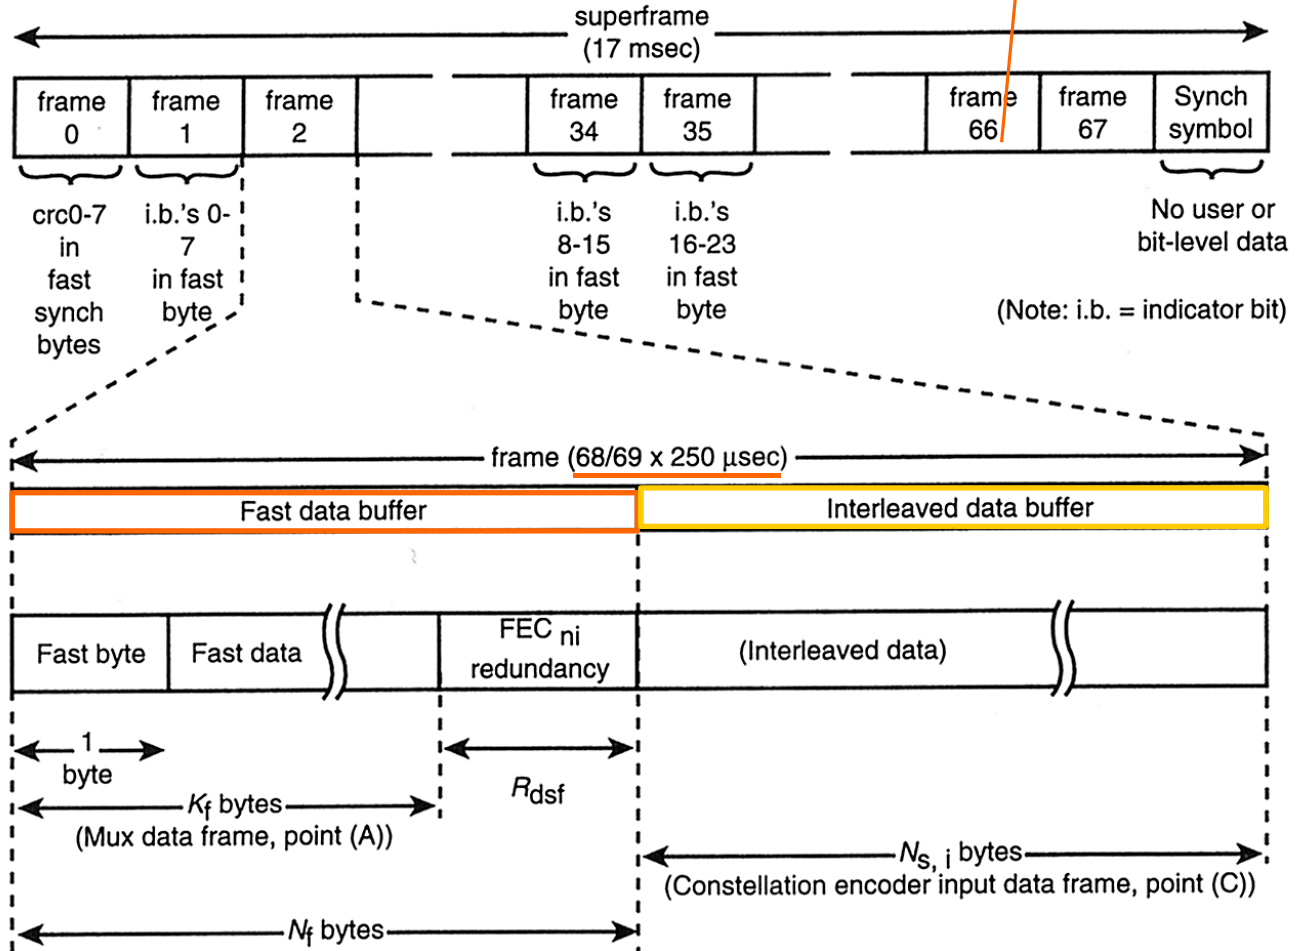 superframe
(17 msec)
frame
0
frame
1
frame
2
frame
34
frame
35
frame
66
frame
67
Synch
symbol
crc0-7
in
fast
synch
bytes
i.b.'s 0-
7
in fast
byte
i.b.'s
8-15
in fast
byte
i.b.'s
16-23
in fast
byte
No user or
bit-level data
(Note: i.b. = indicator bit)
frame (68/69 x 250 μsec)
Fast data buffer
Interleaved data buffer
Fast byte
Fast data
FEC ni
redundancy
(Interleaved data)
1
byte
Rdsf
Kf bytes
(Mux data frame, point (A))
Ns, i bytes
(Constellation encoder input data frame, point (C))
Nf bytes